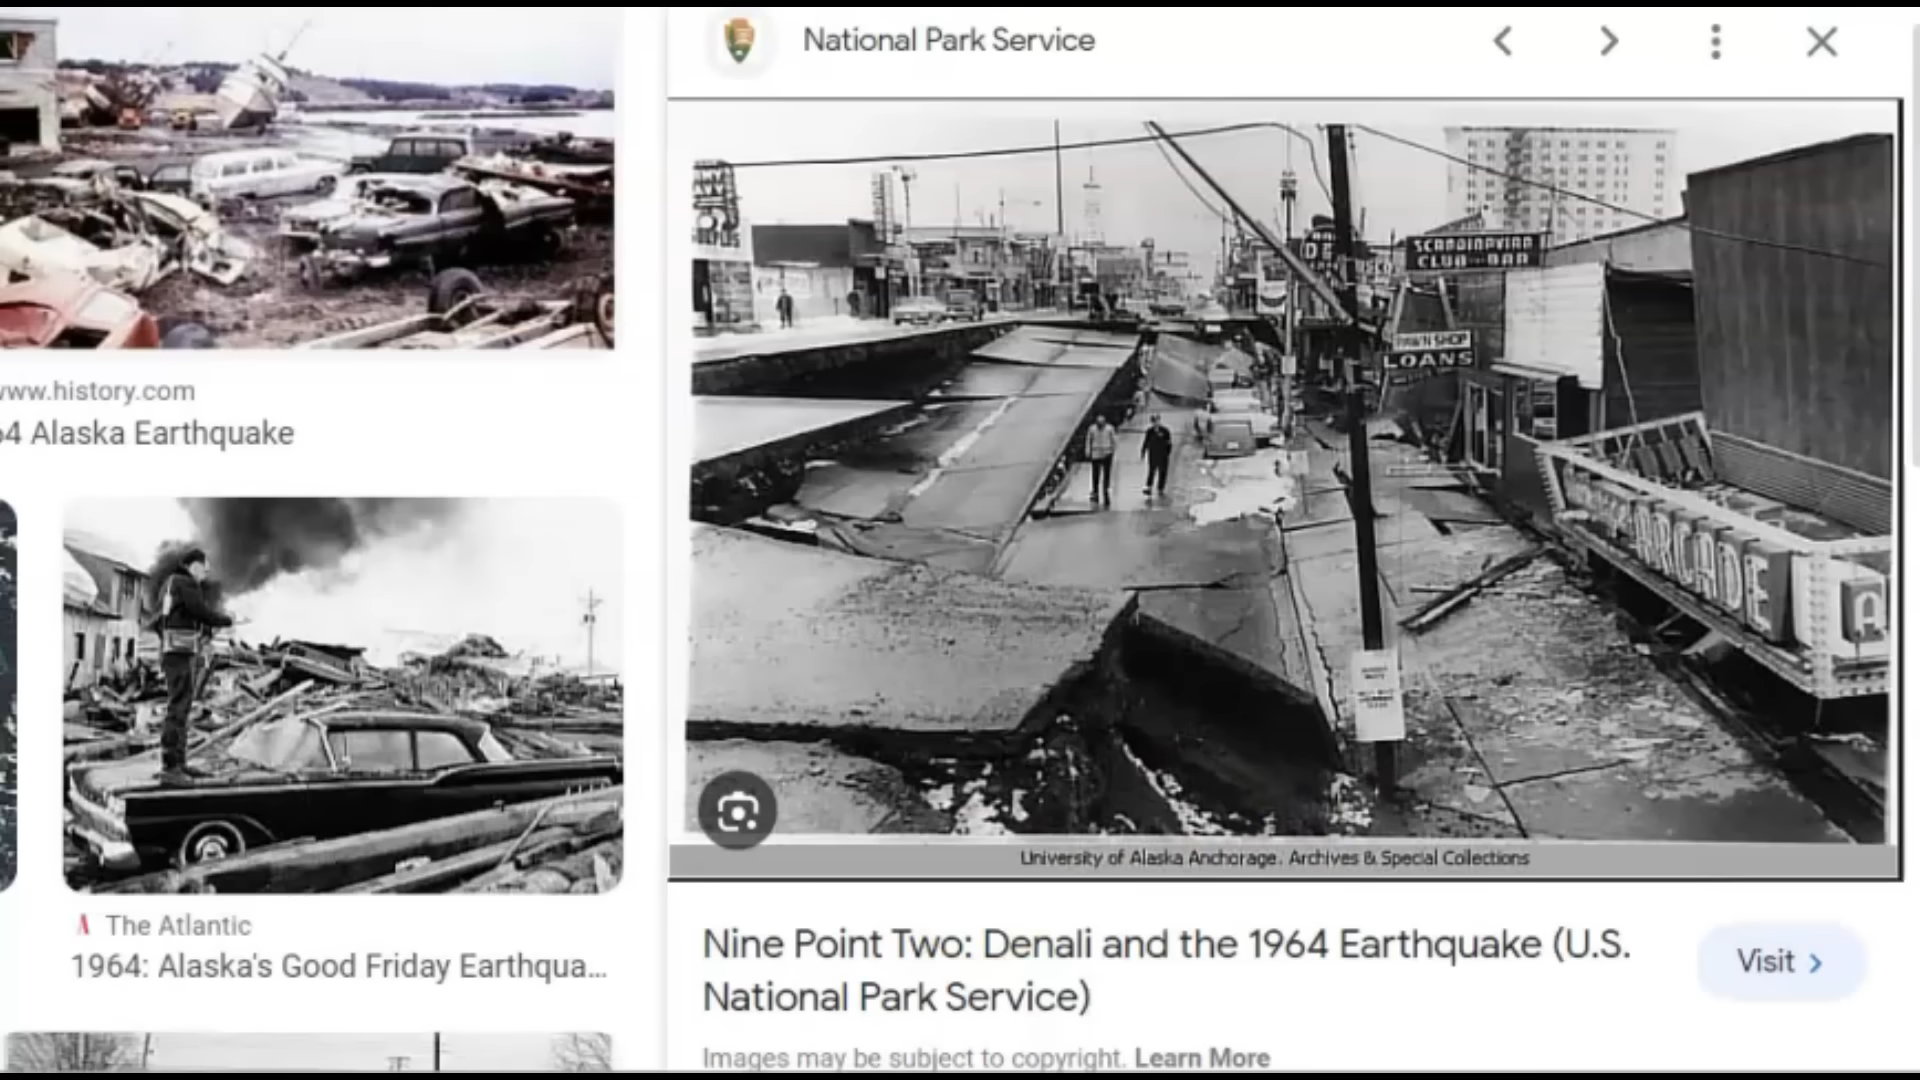 www.history.com
64 Alaska Earthquake
The Atlantic
1964: Alaska's Good Friday Earthqua...
National Park Service
SCANDINAVIAN
CLUB BAR
PAWN SHOP
LOANS
ARCADE
A
University of Alaska Anchorage. Archives & Special Collections
Nine Point Two: Denali and the 1964 Earthquake (U.S.
National Park Service)
Visit
Images may be subject to copyright. Learn More